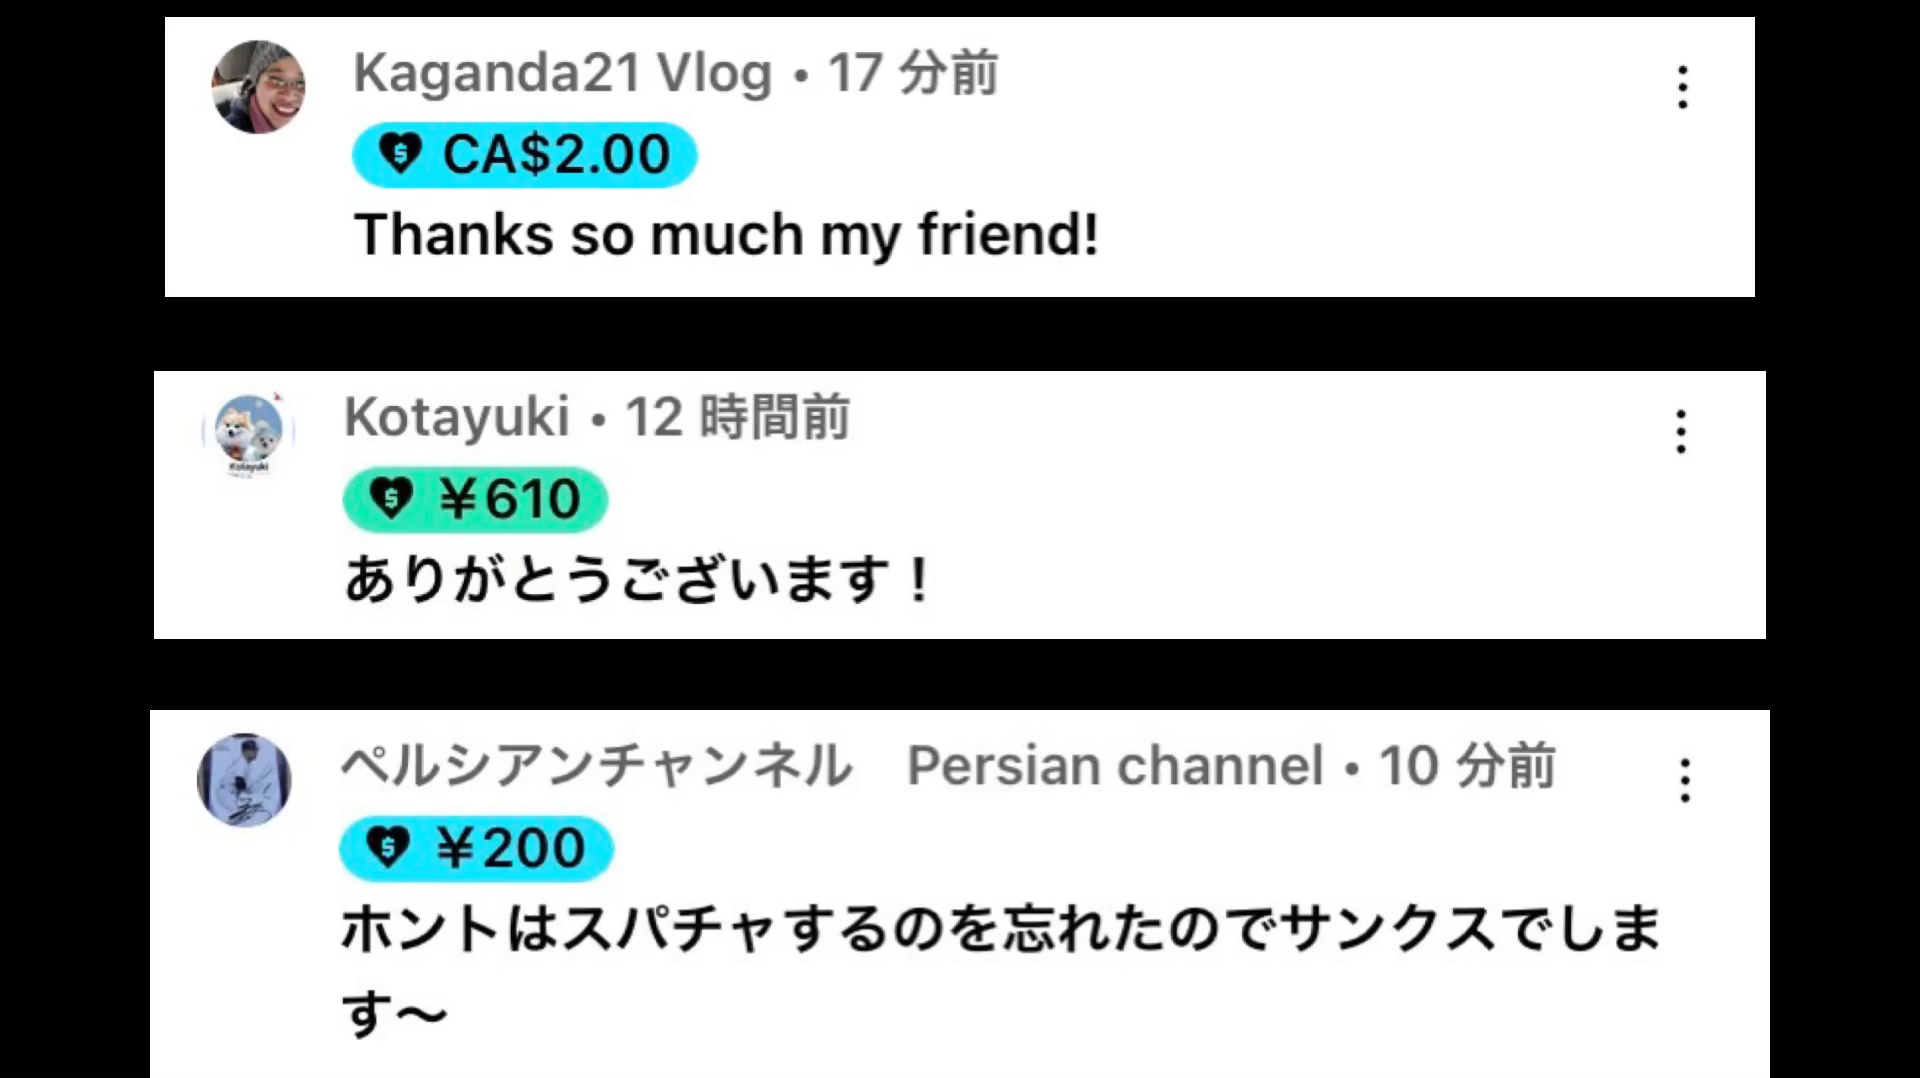 Kaganda21 Vlog • 17 分前
CA$2.00
Thanks so much my friend!
Kotayuki • 12 時間前
Kotayuki
¥610
ありがとうございます！
ペルシアンチャンネル　Persian channel • 10 分前
¥200
ホントはスパチャするのを忘れたのでサンクスでしま
す〜